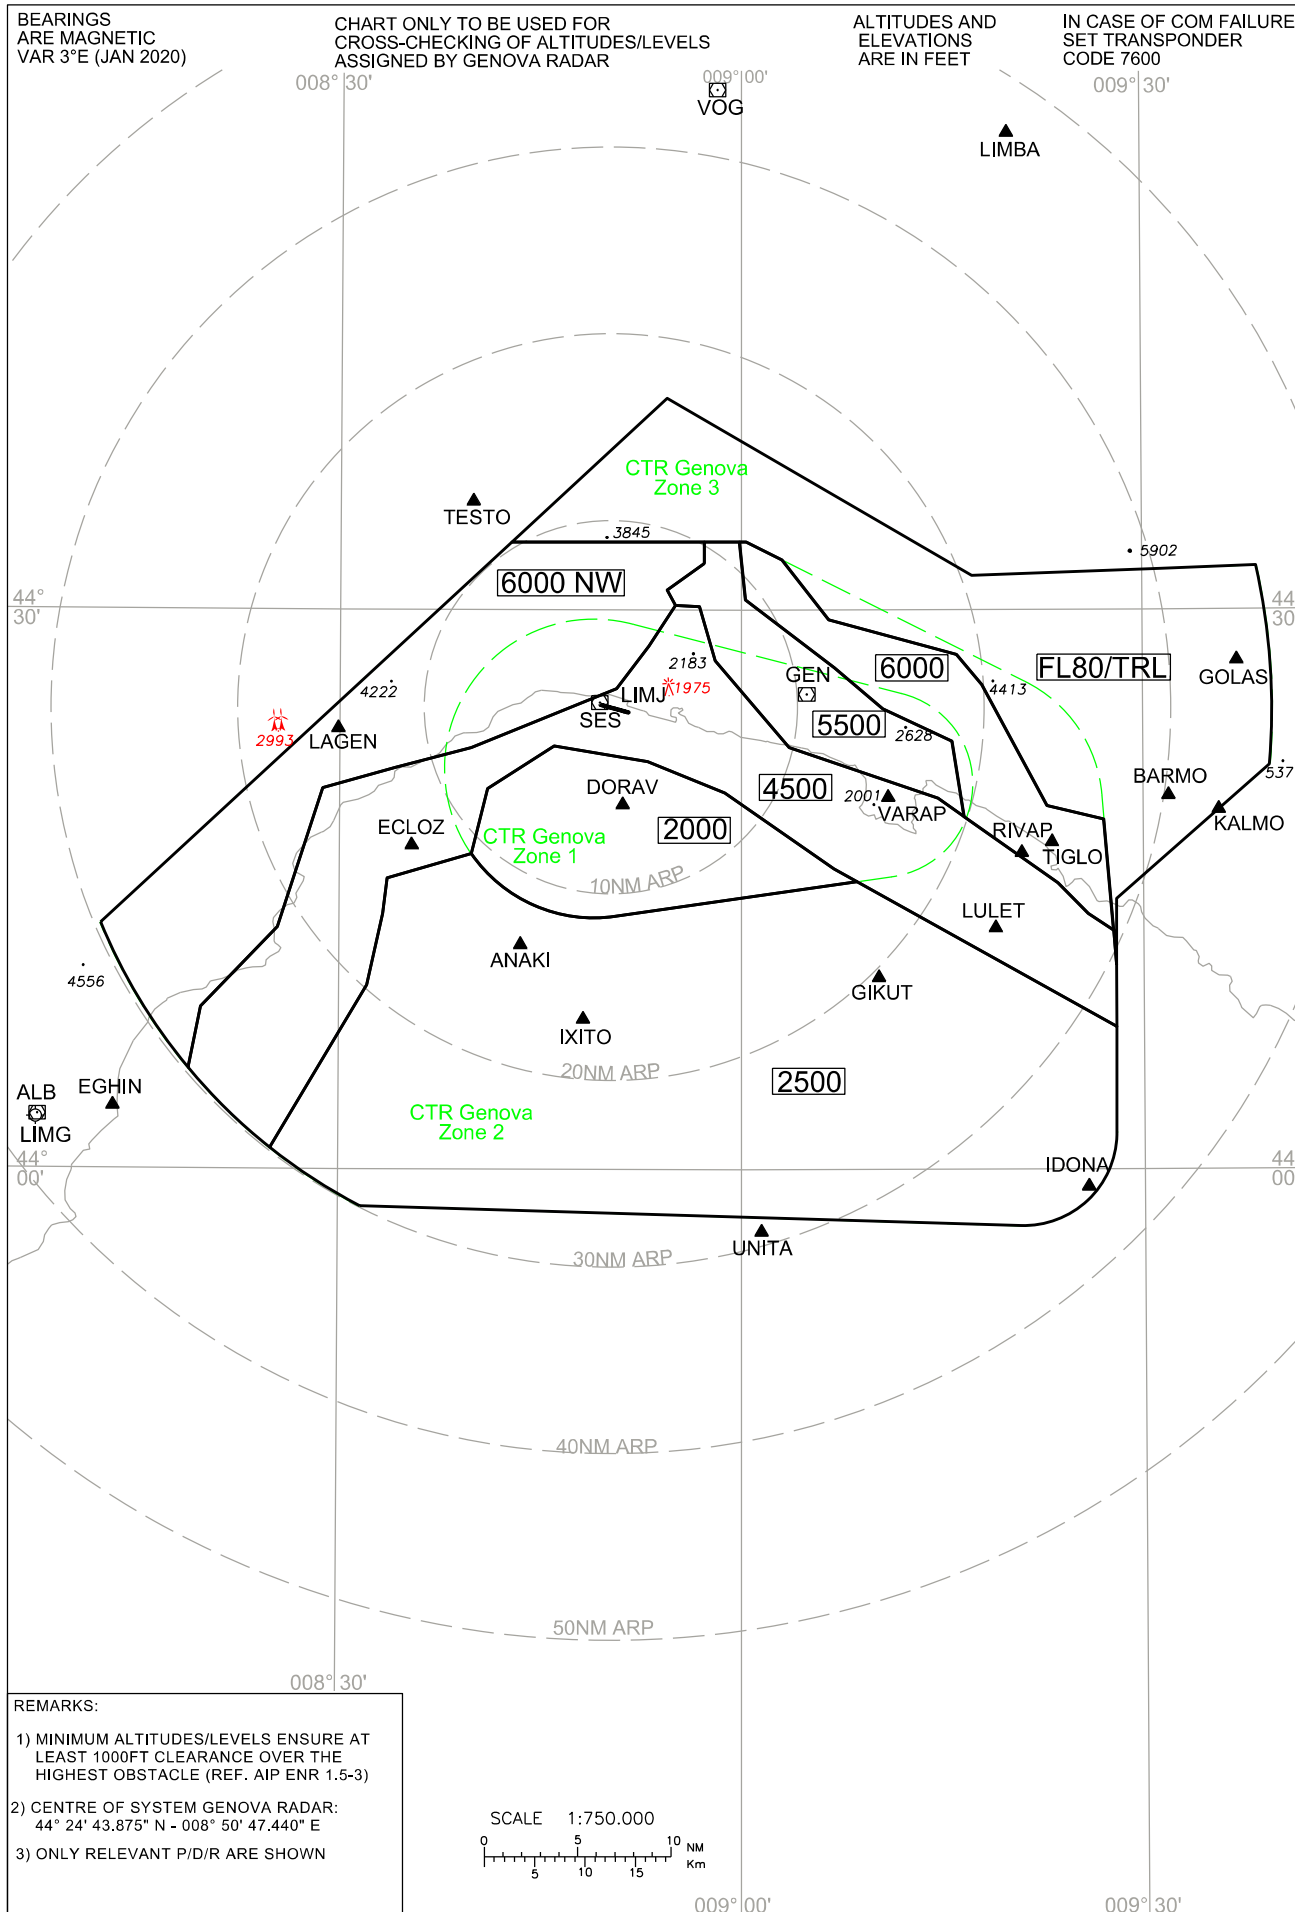 BEARINGS
ARE MAGNETIC
VAR 3°E (JAN 2020)
CHART ONLY TO BE USED FOR
CROSS-CHECKING OF ALTITUDES/LEVELS
ASSIGNED BY GENOVA RADAR
ALTITUDES AND
ELEVATIONS
ARE IN FEET
IN CASE OF COM FAILURE
SET TRANSPONDER
CODE 7600
008° 30'
009° 00'
009° 30'
VOG
LIMBA
CTR Genova
Zone 3
TESTO
3845
5902
6000 NW
44°
30'
44
30
2183
GEN
6000
FL80/TRL
GOLAS
4222
LIMJ
1975
4413
SES
5500
2628
2993
LAGEN
BARMO
537
DORAV
4500
2001
VARAP
KALMO
ECLOZ
CTR Genova
Zone 1
2000
RIVAP
TIGLO
10NM ARP
LULET
ANAKI
4556
GIKUT
IXITO
20NM ARP
2500
ALB
EGHIN
LIMG
CTR Genova
Zone 2
44°
00'
44
00
IDONA
UNITA
30NM ARP
40NM ARP
50NM ARP
008° 30'
REMARKS:
1) MINIMUM ALTITUDES/LEVELS ENSURE AT
LEAST 1000FT CLEARANCE OVER THE
HIGHEST OBSTACLE (REF. AIP ENR 1.5-3)
2) CENTRE OF SYSTEM GENOVA RADAR:
44° 24' 43.875" N - 008° 50' 47.440" E
3) ONLY RELEVANT P/D/R ARE SHOWN
SCALE 1:750.000
0 5 10 NM
5 10 15 Km
009° 00'
009° 30'